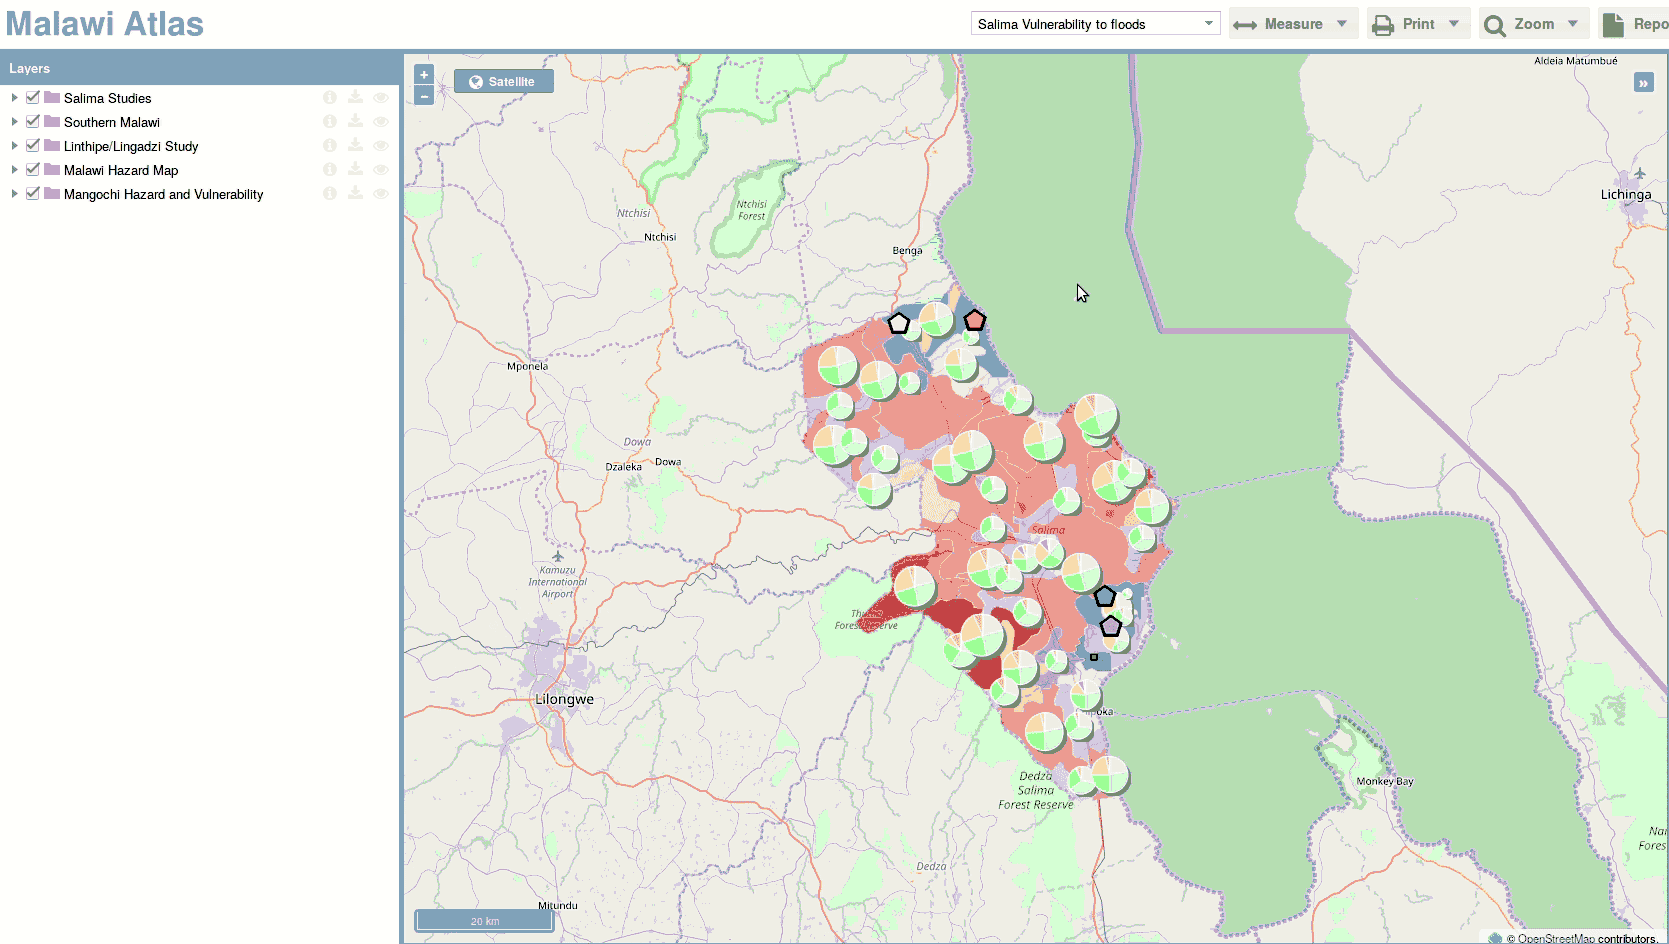 Malawi Atlas
Salima Vulnerability to floods
Measure
Print
Zoom
Repo
Layers
Salima Studies
Southern Malawi
Linthipe/Lingadzi Study
Malawi Hazard Map
Mangochi Hazard and Vulnerability
+
−
Satellite
»
Aldeia Matumbué
Lichinga
Ntchisi
Forest
Ntchisi
Ntchisi
Benga
Mponela
Dowa
Dzaleka
Dowa
Salima
Kamuzu
International
Airport
Forest Reserve
Lilongwe
oka
Dedza
Salima
Forest Reserve
Monkey Bay
Nam
Fores
Dedza
Mitundu
20 km
© OpenStreetMap contributors.